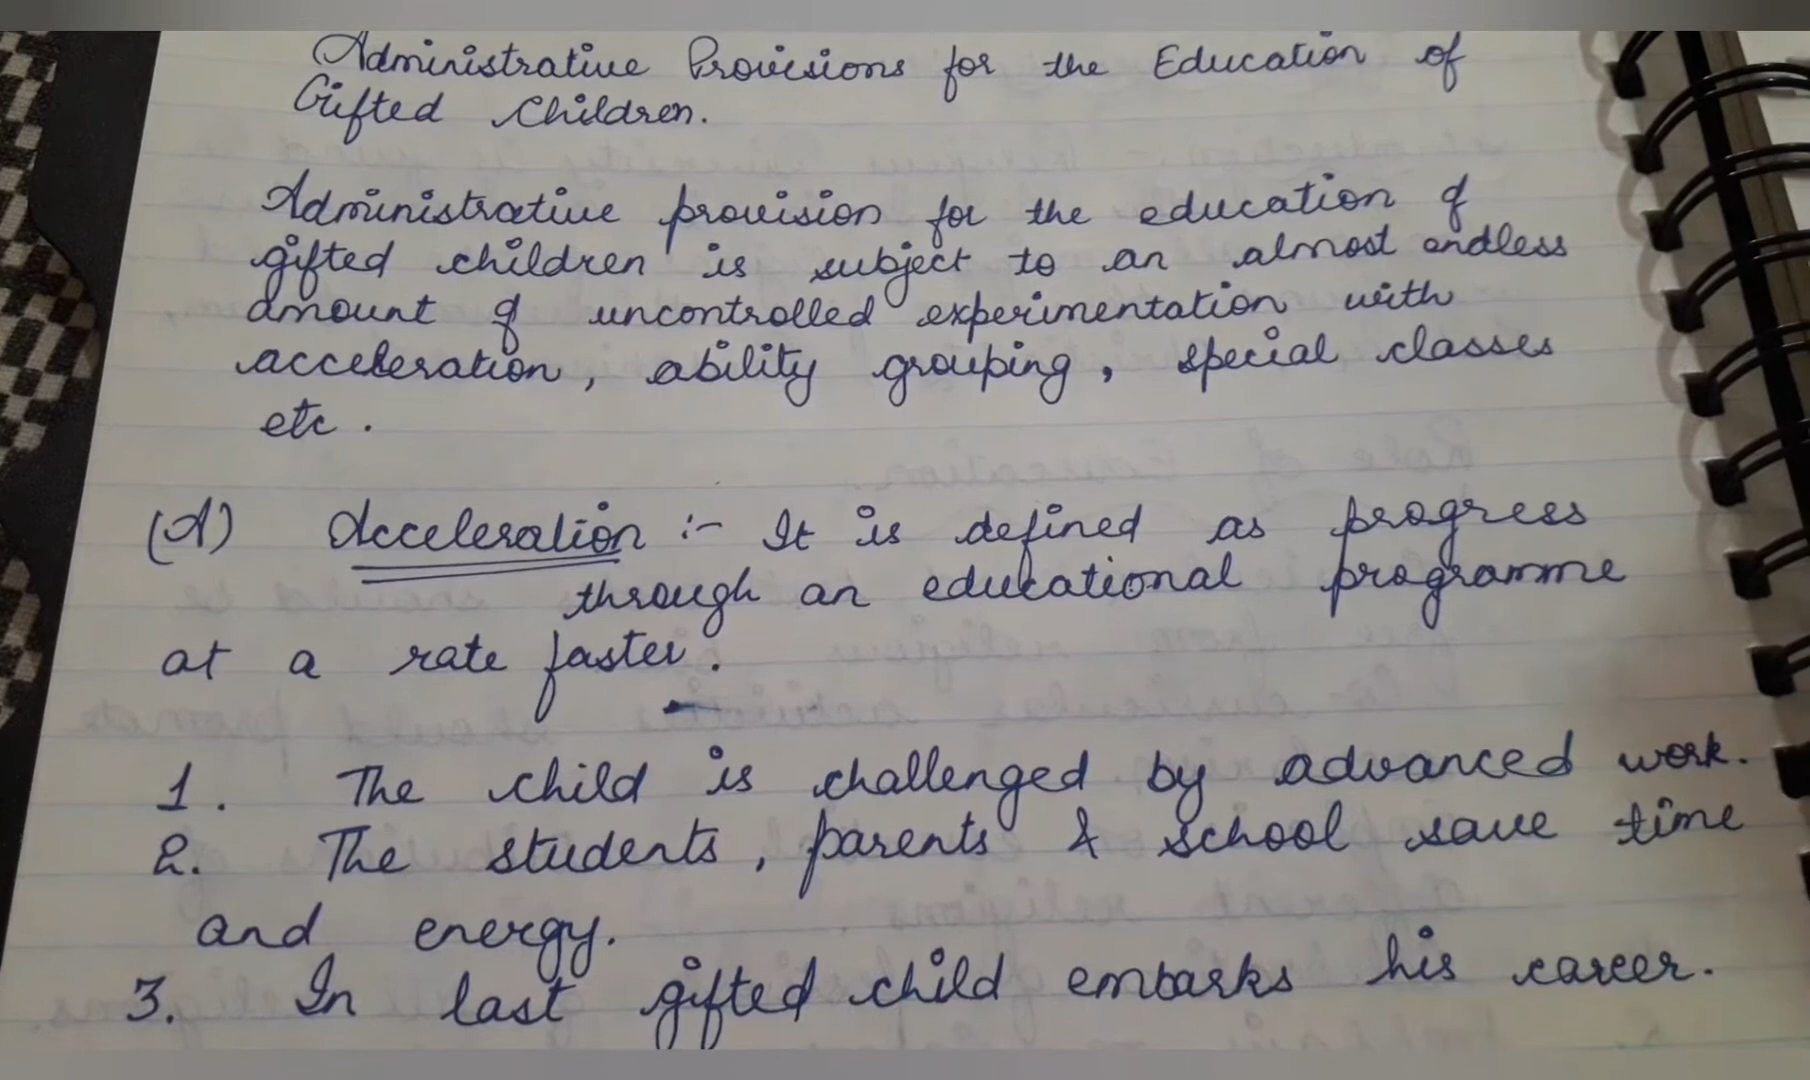 Administrative Provisions for the Education of
Gifted Children.
Administrative provision for the education of
gifted children is subject to an almost endless
amount of uncontrolled experimentation with
acceleration, ability grouping, special classes
etc.
(A) Acceleration :- It is defined as progress
through an educational programme
at a rate faster.
1. The child is challenged by advanced work.
2. The students, parents & school save time
and energy.
3. In last gifted child embarks his career.